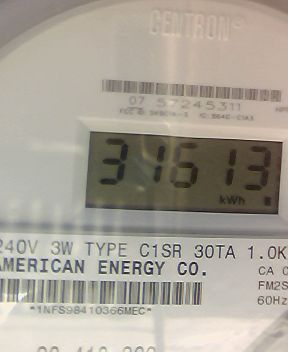 CENTRON®
07 57245311
31613
kWh
240V 3W TYPE C1SR 30TA 1.0K
AMERICAN ENERGY CO.
CA 0
FM2S
60Hz
*1NFS98410366MEC*